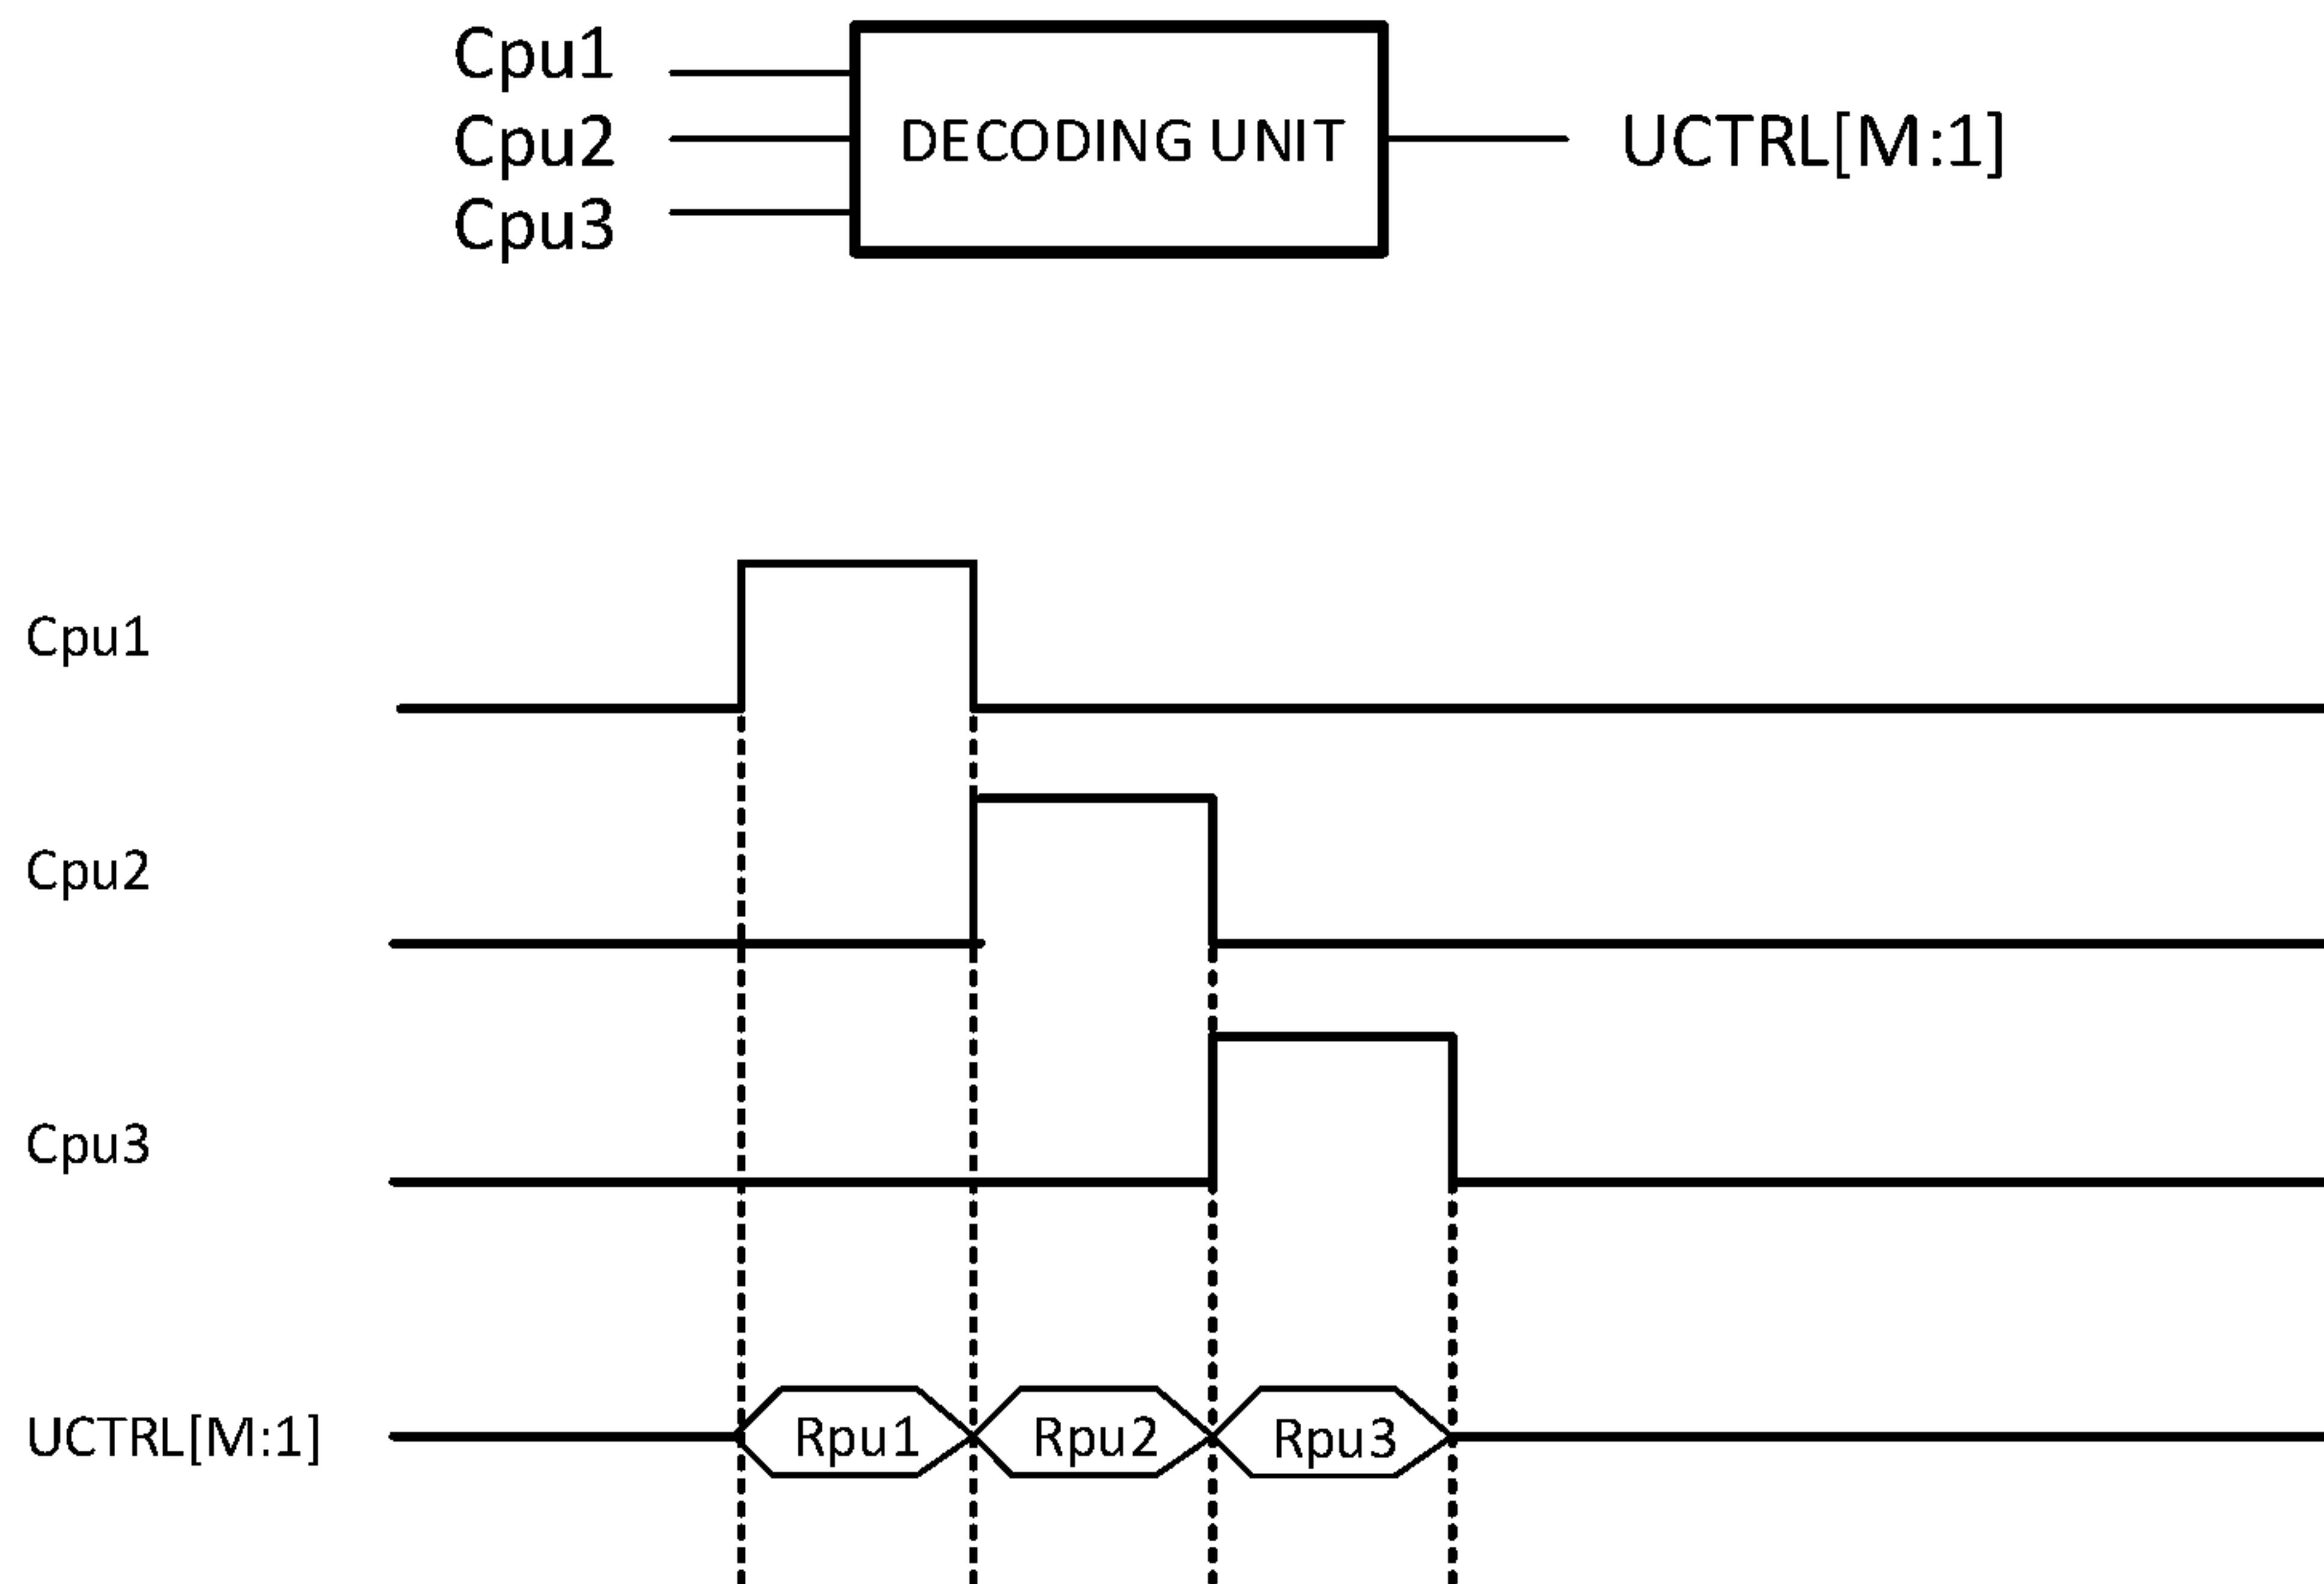 Cpu1
Cpu2
Cpu3
DECODING UNIT
UCTRL[M:1]
Cpu1
Cpu2
Cpu3
UCTRL[M:1]
Rpu1
Rpu2
Rpu3